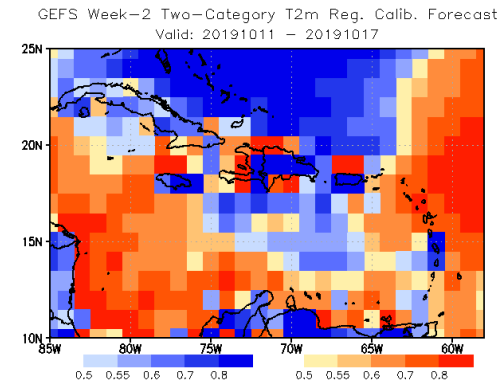 GEFS Week-2 Two-Category T2m Reg. Calib. Forecast
Valid: 20191011 - 20191017
25N
20N
15N
10N
85W 80W 75W 70W 65W 60W
0.5 0.55 0.6 0.7 0.8 0.5 0.55 0.6 0.7 0.8